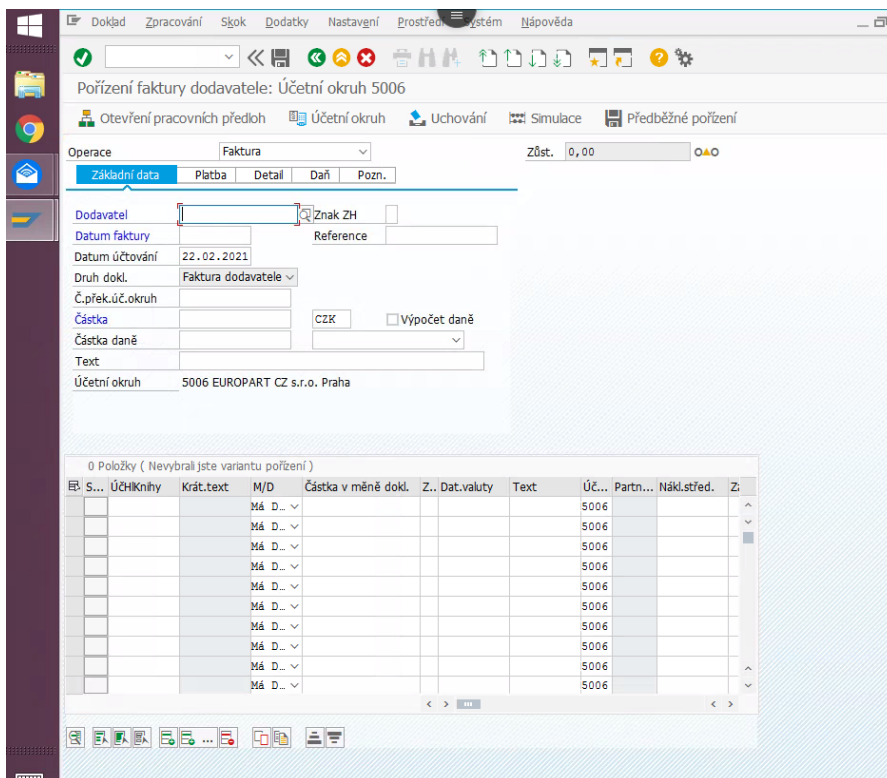 Doklad Zpracování Skok Dodatky Nastavení Prostředí Systém Nápověda
Pořízení faktury dodavatele: Účetní okruh 5006
Otevření pracovních předloh Účetní okruh Uchování Simulace Předběžné pořízení
Operace Faktura Zůst. 0,00
Základní data Platba Detail Daň Pozn.
Dodavatel Znak ZH
Datum faktury Reference
Datum účtování 22.02.2021
Druh dokl. Faktura dodavatele
Č.přek.úč.okruh
Částka CZK Výpočet daně
Částka daně
Text
Účetní okruh 5006 EUROPART CZ s.r.o. Praha
0 Položky ( Nevybrali jste variantu pořízení )
S... ÚčHlKnihy Krát.text M/D Částka v měně dokl. Z.. Dat.valuty Text Úč... Partn... Nákl.střed.
Má D… 5006
Má D… 5006
Má D… 5006
Má D… 5006
Má D… 5006
Má D… 5006
Má D… 5006
Má D… 5006
Má D… 5006
Má D… 5006